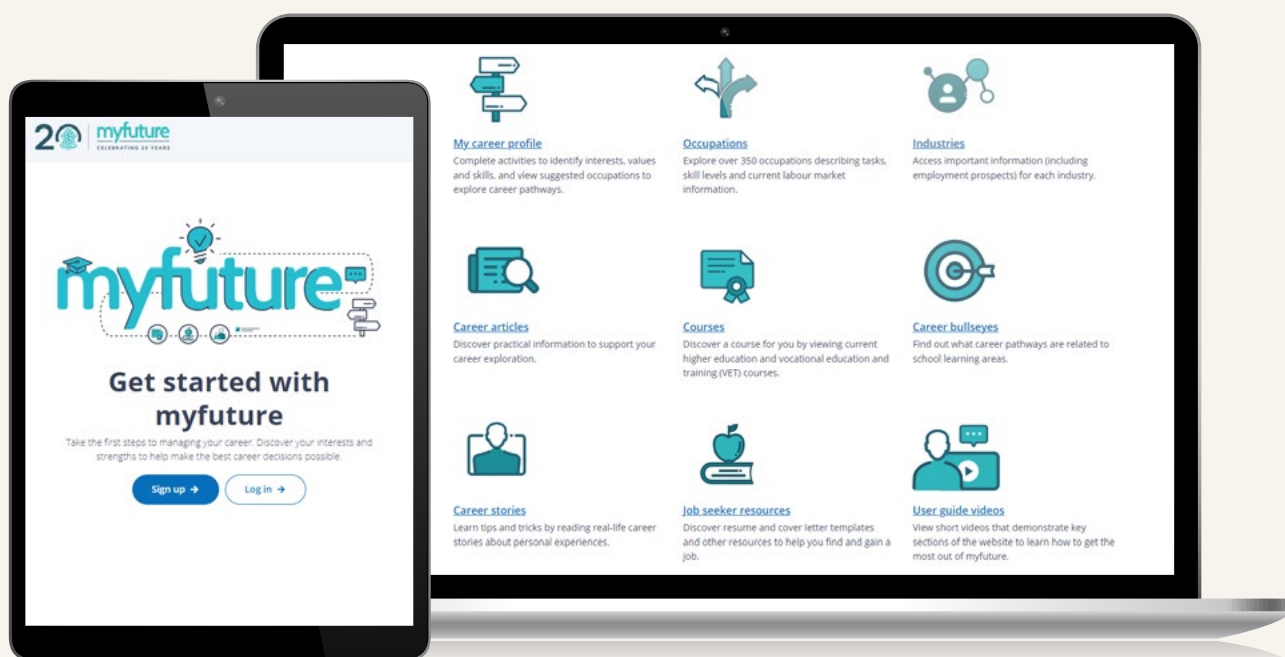 20 myfuture
CELEBRATING 20 YEARS
myfuture
Get started with
myfuture
Take the first steps to managing your career. Discover your interests and
strengths to help make the best career decisions possible.
Sign up →
Log in →
My career profile
Complete activities to identify interests, values
and skills, and view suggested occupations to
explore career pathways.
Occupations
Explore over 350 occupations describing tasks,
skill levels and current labour market
information.
Industries
Access important information (including
employment prospects) for each industry.
Career articles
Discover practical information to support your
career exploration.
Courses
Discover a course for you by viewing current
higher education and vocational education and
training (VET) courses.
Career bullseyes
Find out what career pathways are related to
school learning areas.
Career stories
Learn tips and tricks by reading real-life career
stories about personal experiences.
Job seeker resources
Discover resume and cover letter templates
and other resources to help you find and gain a
job.
User guide videos
View short videos that demonstrate key
sections of the website to learn how to get the
most out of myfuture.